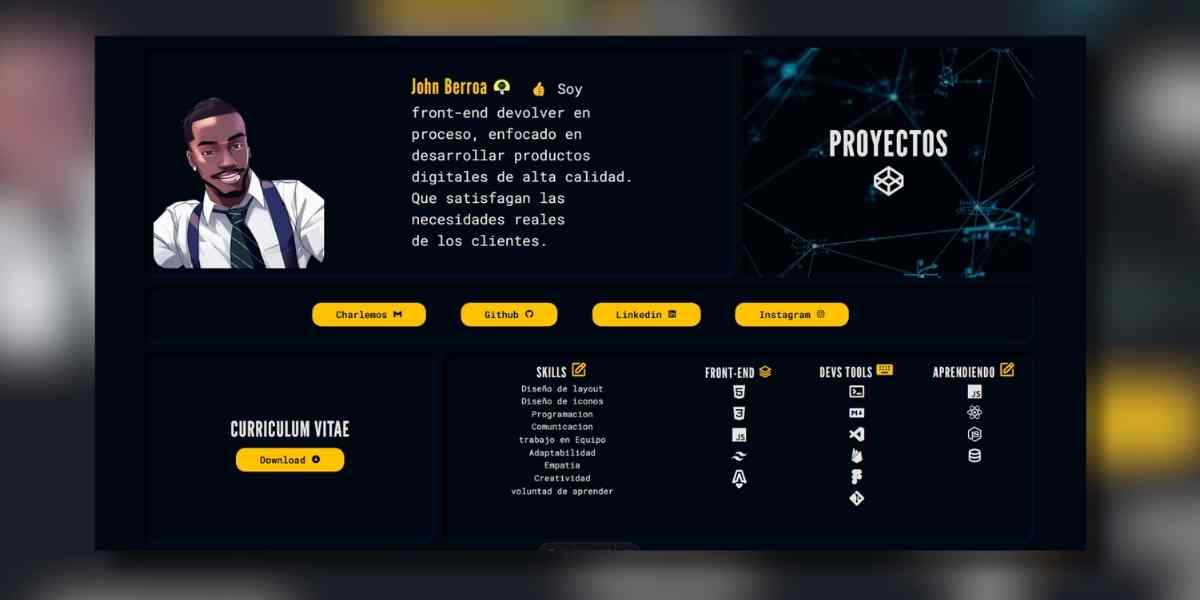 John Berroa Soy
front-end devolver en
proceso, enfocado en
desarrollar productos
digitales de alta calidad.
Que satisfagan las
necesidades reales
de los clientes.
PROYECTOS
Charlemos
Github
Linkedin
Instagram
CURRICULUM VITAE
Download
SKILLS
Diseño de layout
Diseño de iconos
Programacion
Comunicacion
trabajo en Equipo
Adaptabilidad
Empatia
Creatividad
voluntad de aprender
FRONT-END
JS
DEVS TOOLS
APRENDIENDO
JS